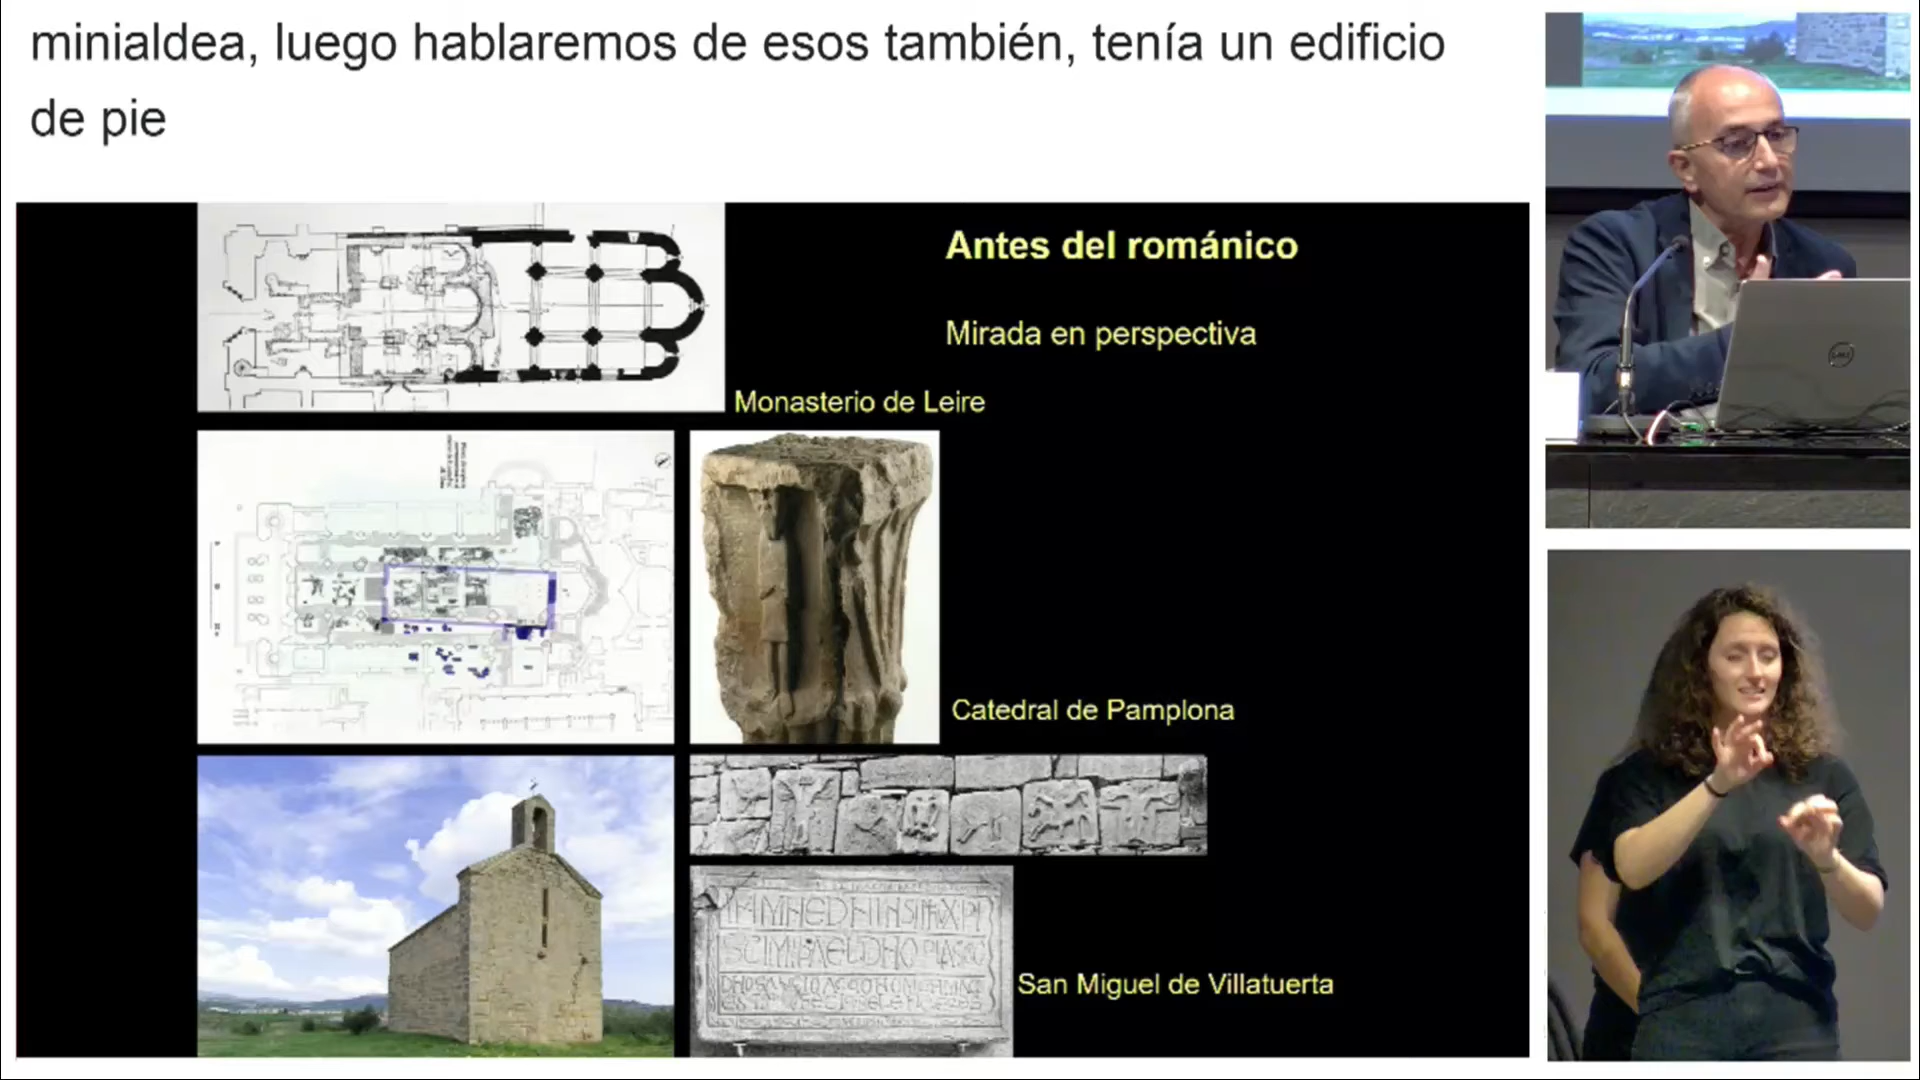 minialdea, luego hablaremos de esos también, tenía un edificio
de pie
Antes del románico
Mirada en perspectiva
Monasterio de Leire
Catedral de Pamplona
San Miguel de Villatuerta
DELL